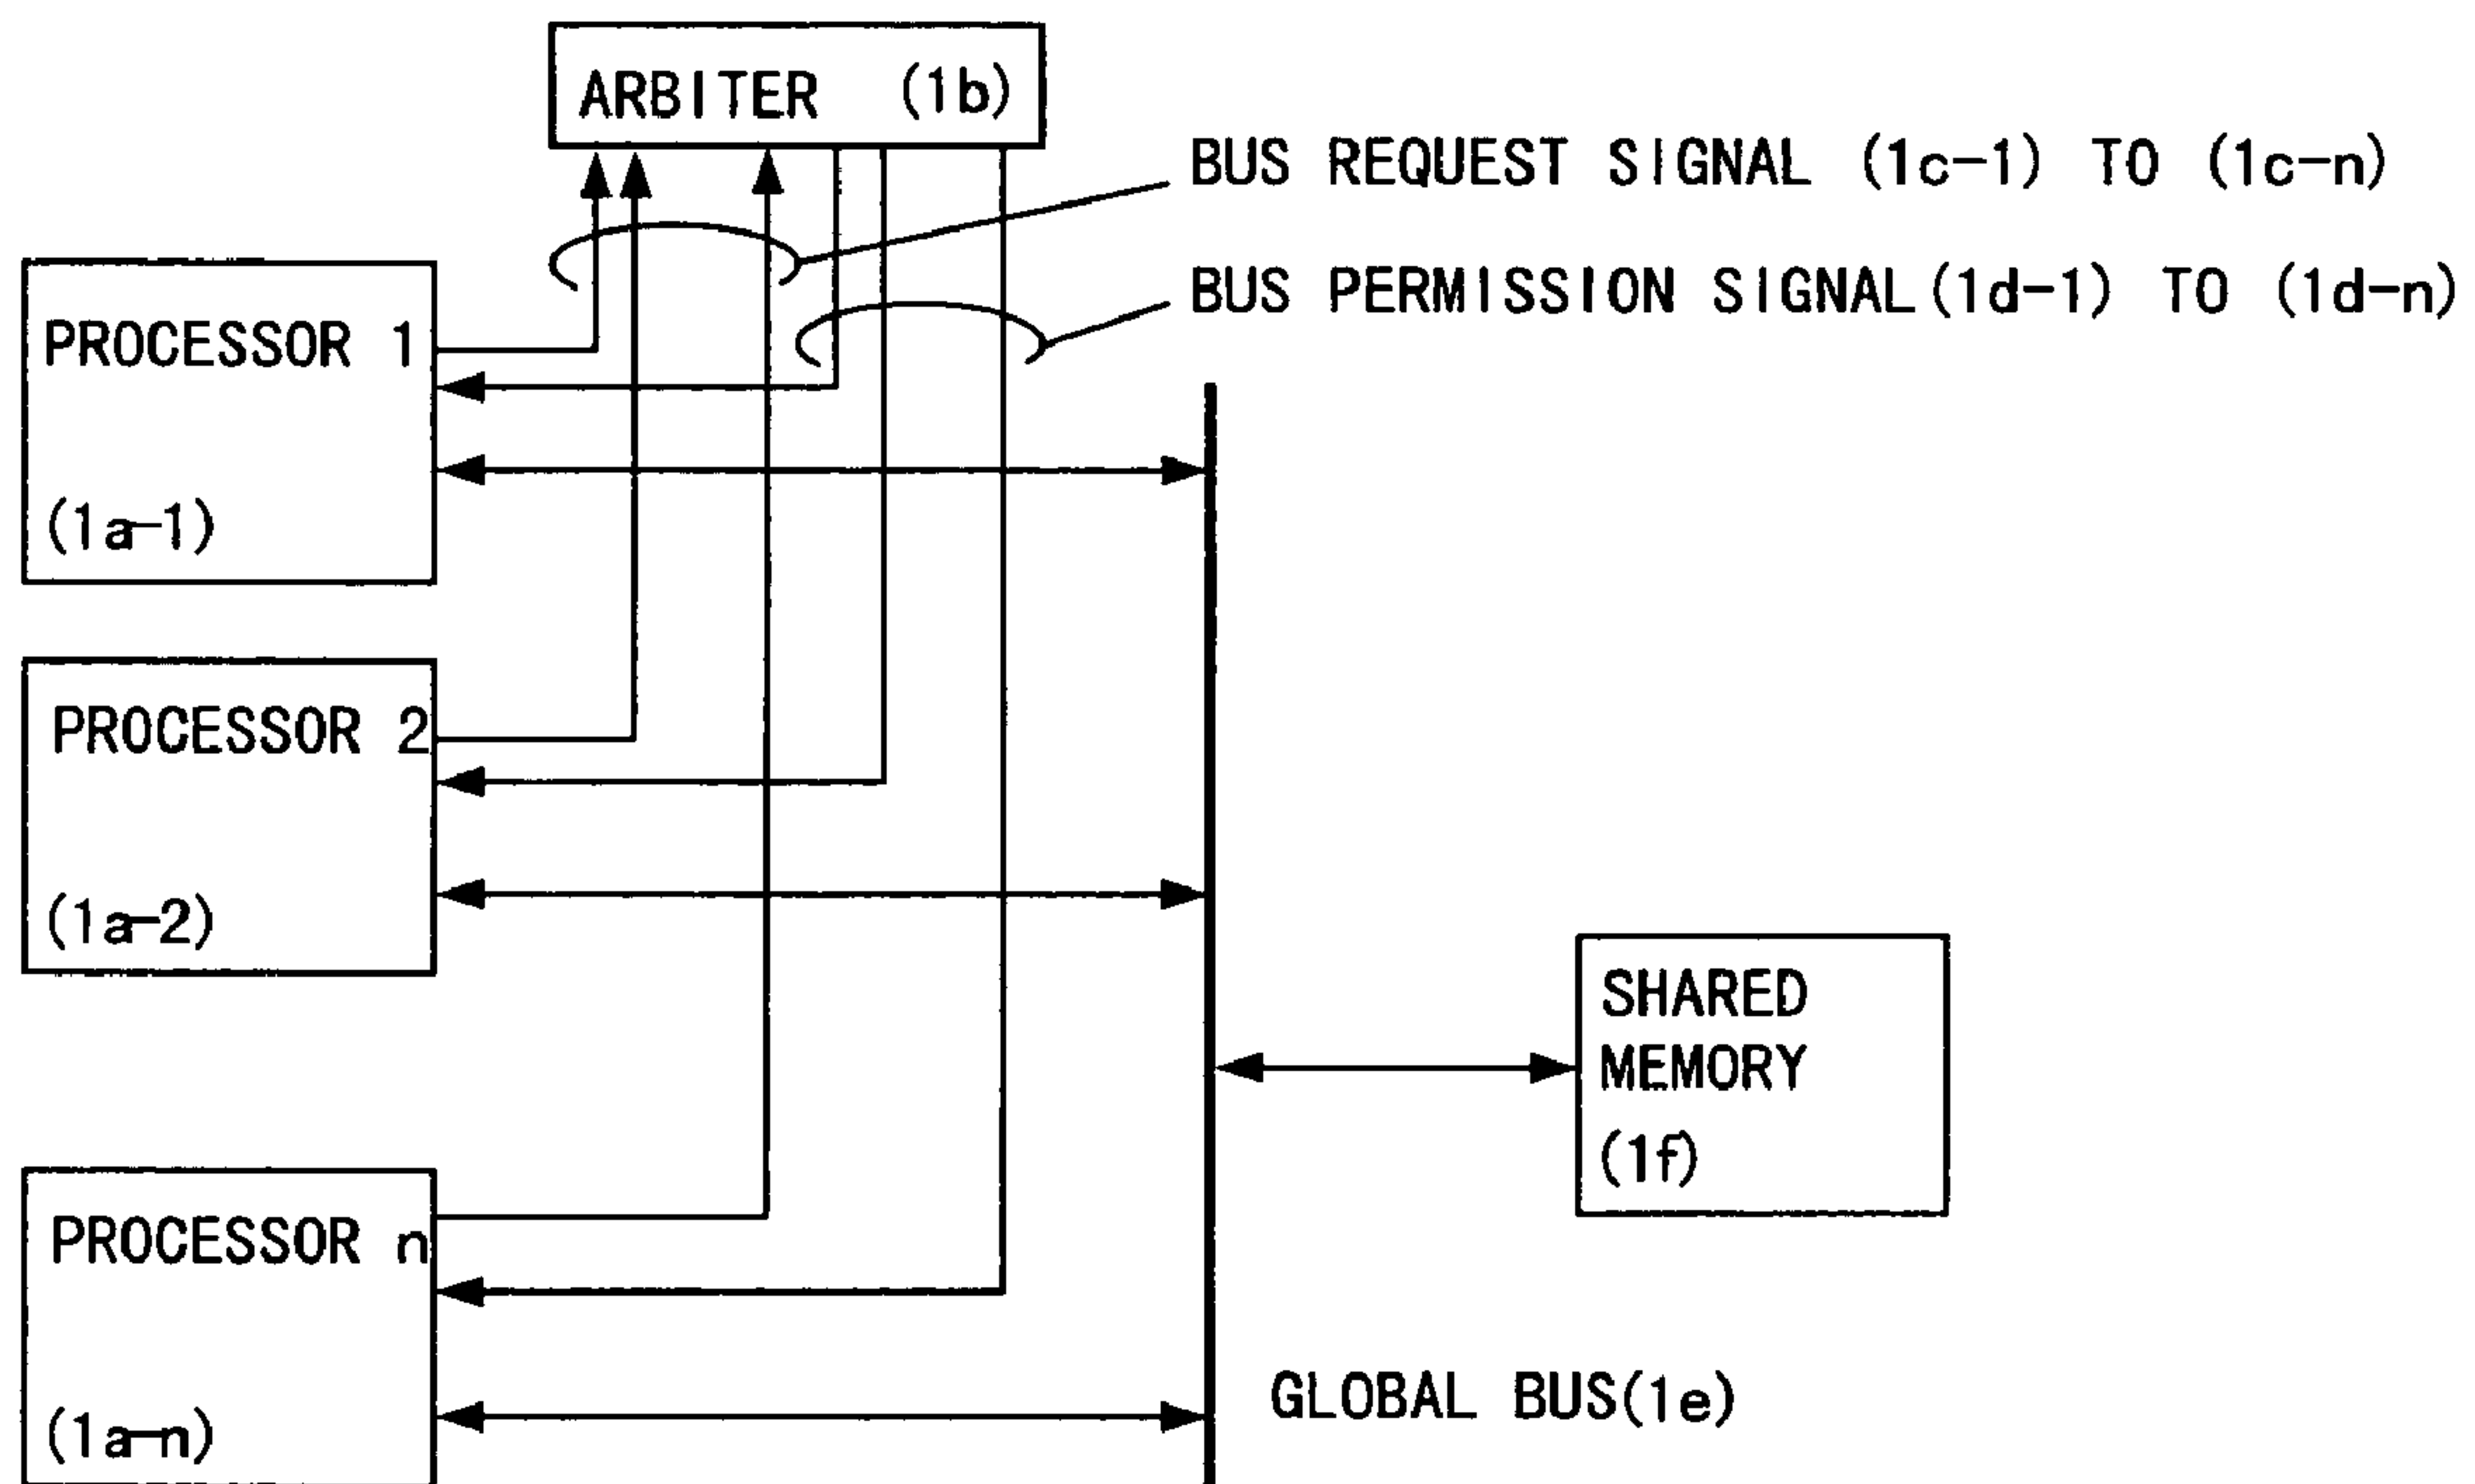 ARBITER (1b)
BUS REQUEST SIGNAL (1c-1) TO (1c-n)
BUS PERMISSION SIGNAL(1d-1) TO (1d-n)
PROCESSOR 1
(1a-1)
PROCESSOR 2
(1a-2)
SHARED
MEMORY
(1f)
PROCESSOR n
(1a-n)
GLOBAL BUS(1e)